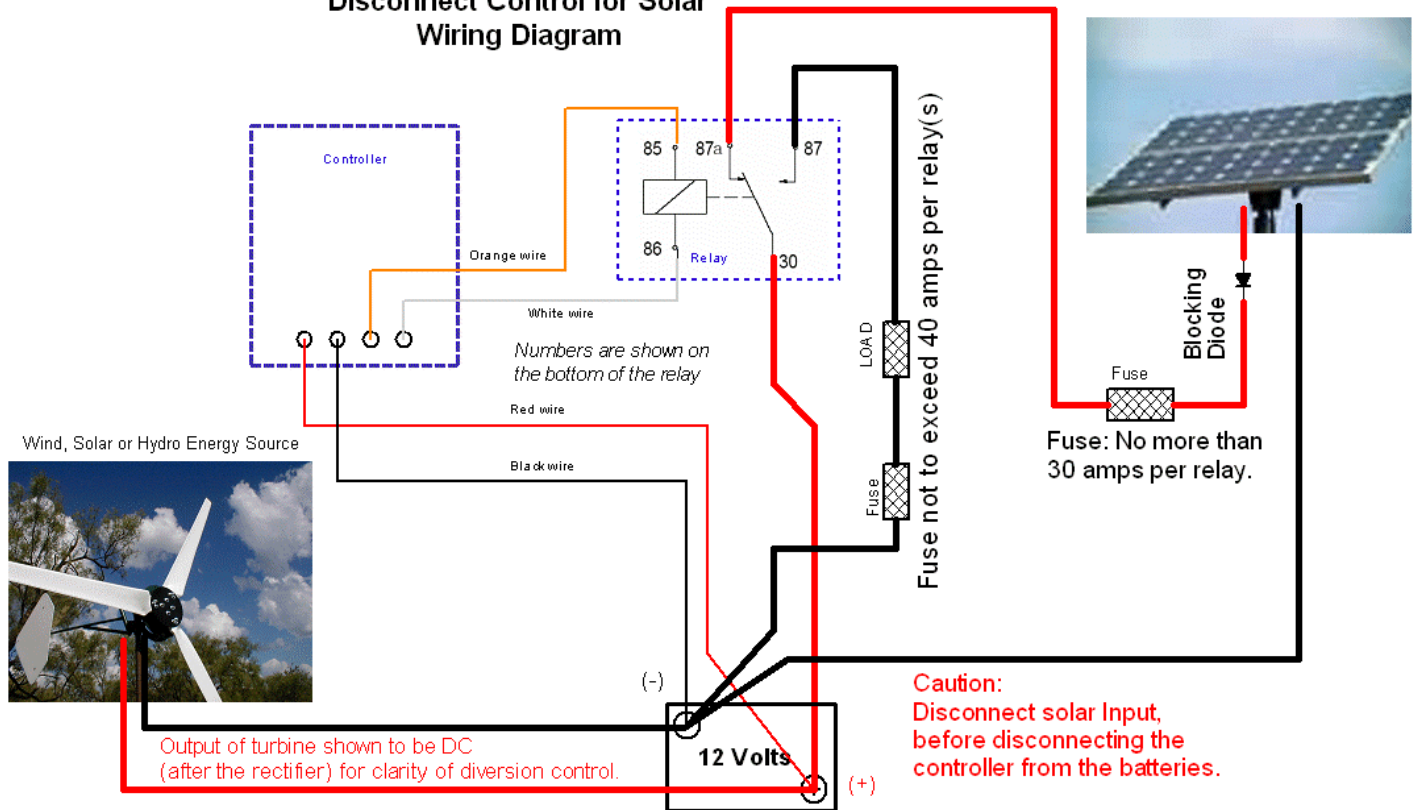 Disconnect Control for Solar
Wiring Diagram
Controller
85
87a
87
86
Relay
30
Orange wire
White wire
Numbers are shown on
the bottom of the relay
Red wire
Black wire
LOAD
Fuse
Fuse not to exceed 40 amps per relay(s)
Blocking
Diode
Fuse
Fuse: No more than
30 amps per relay.
Wind, Solar or Hydro Energy Source
Output of turbine shown to be DC
(after the rectifier) for clarity of diversion control.
(-)
12 Volts
(+)
Caution:
Disconnect solar Input,
before disconnecting the
controller from the batteries.